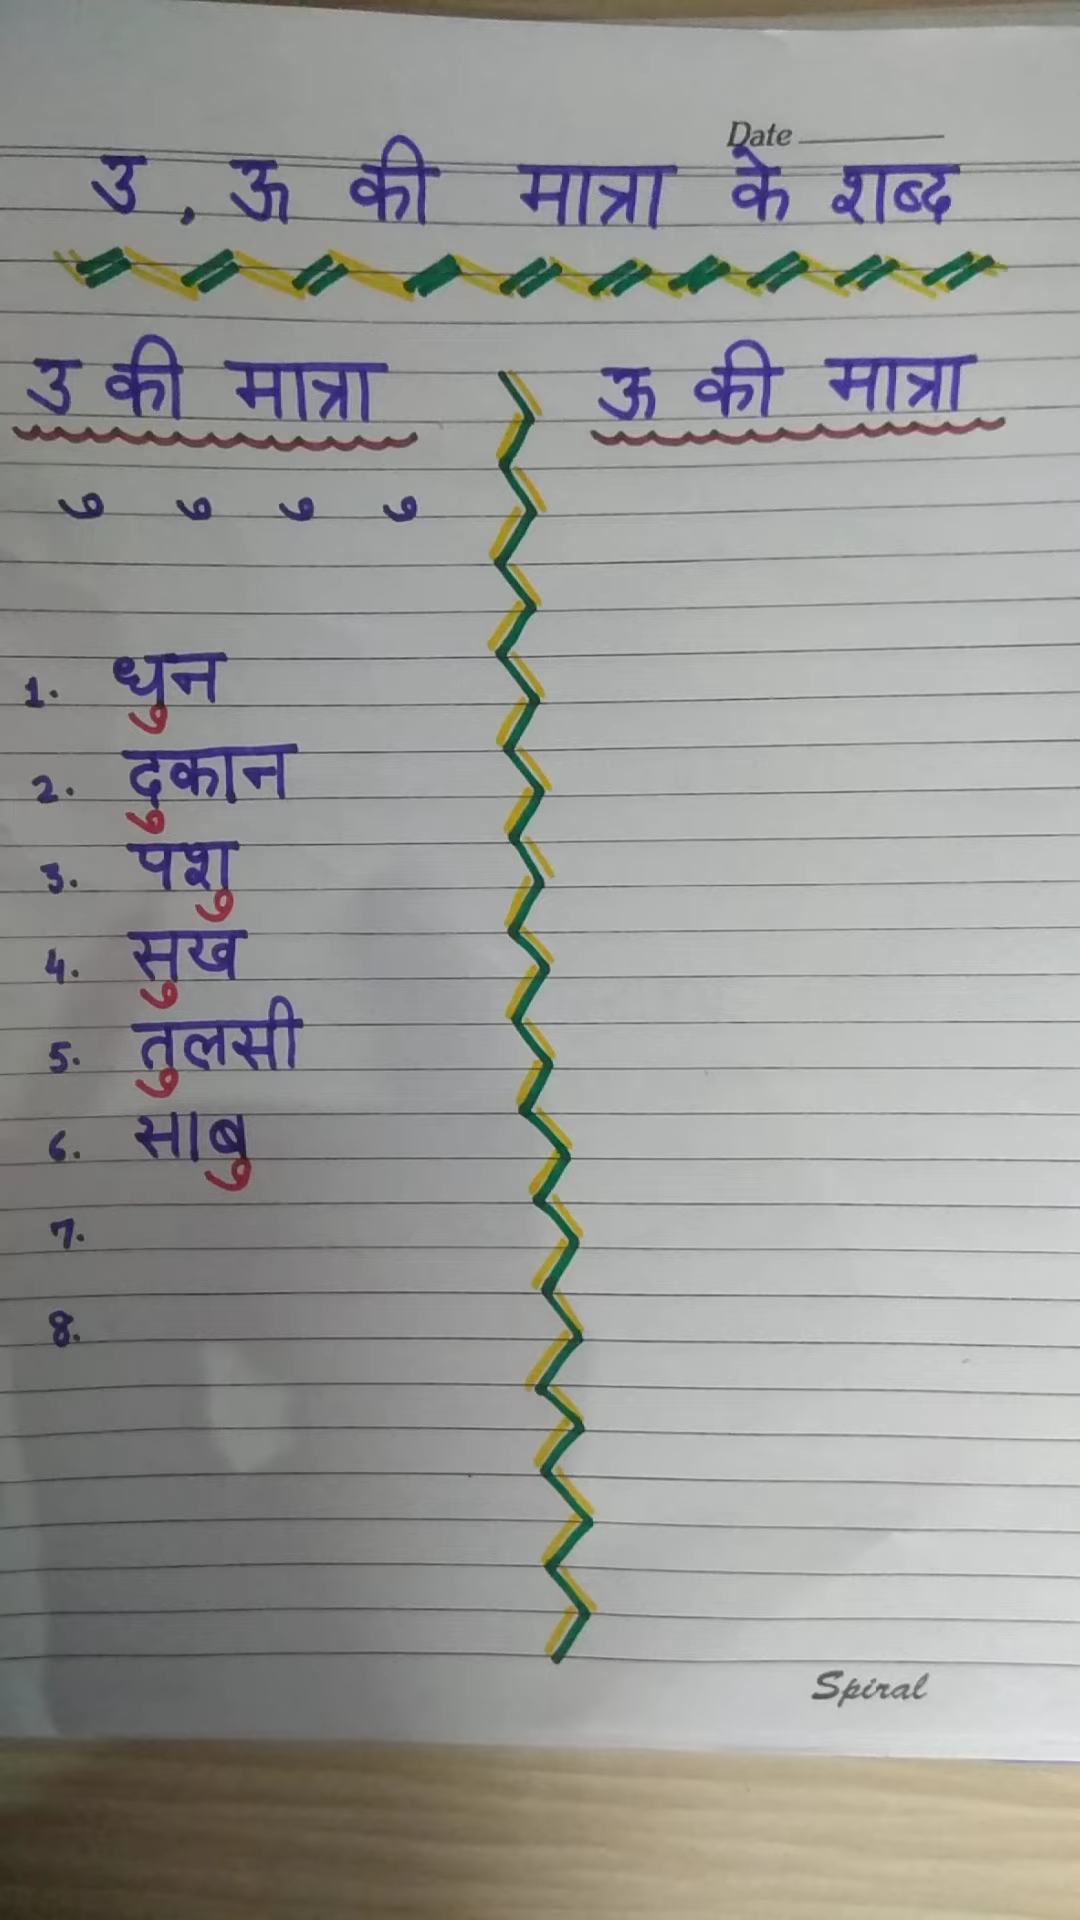 Date
उ, ऊ की मात्रा के शब्द
उ की मात्रा
ऊ की मात्रा
ु ु ु ु
1. धुन
2. दुकान
3. पशु
4. सुख
5. तुलसी
6. साबु
7.
8.
Spiral